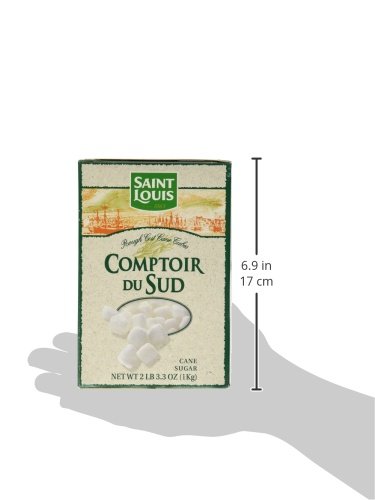 SAINT
LOUIS
Rough Cut Cane Cubes
COMPTOIR
DU SUD
CANE
SUGAR
NET WT 2 LB 3.3 OZ (1Kg)
6.9 in
17 cm